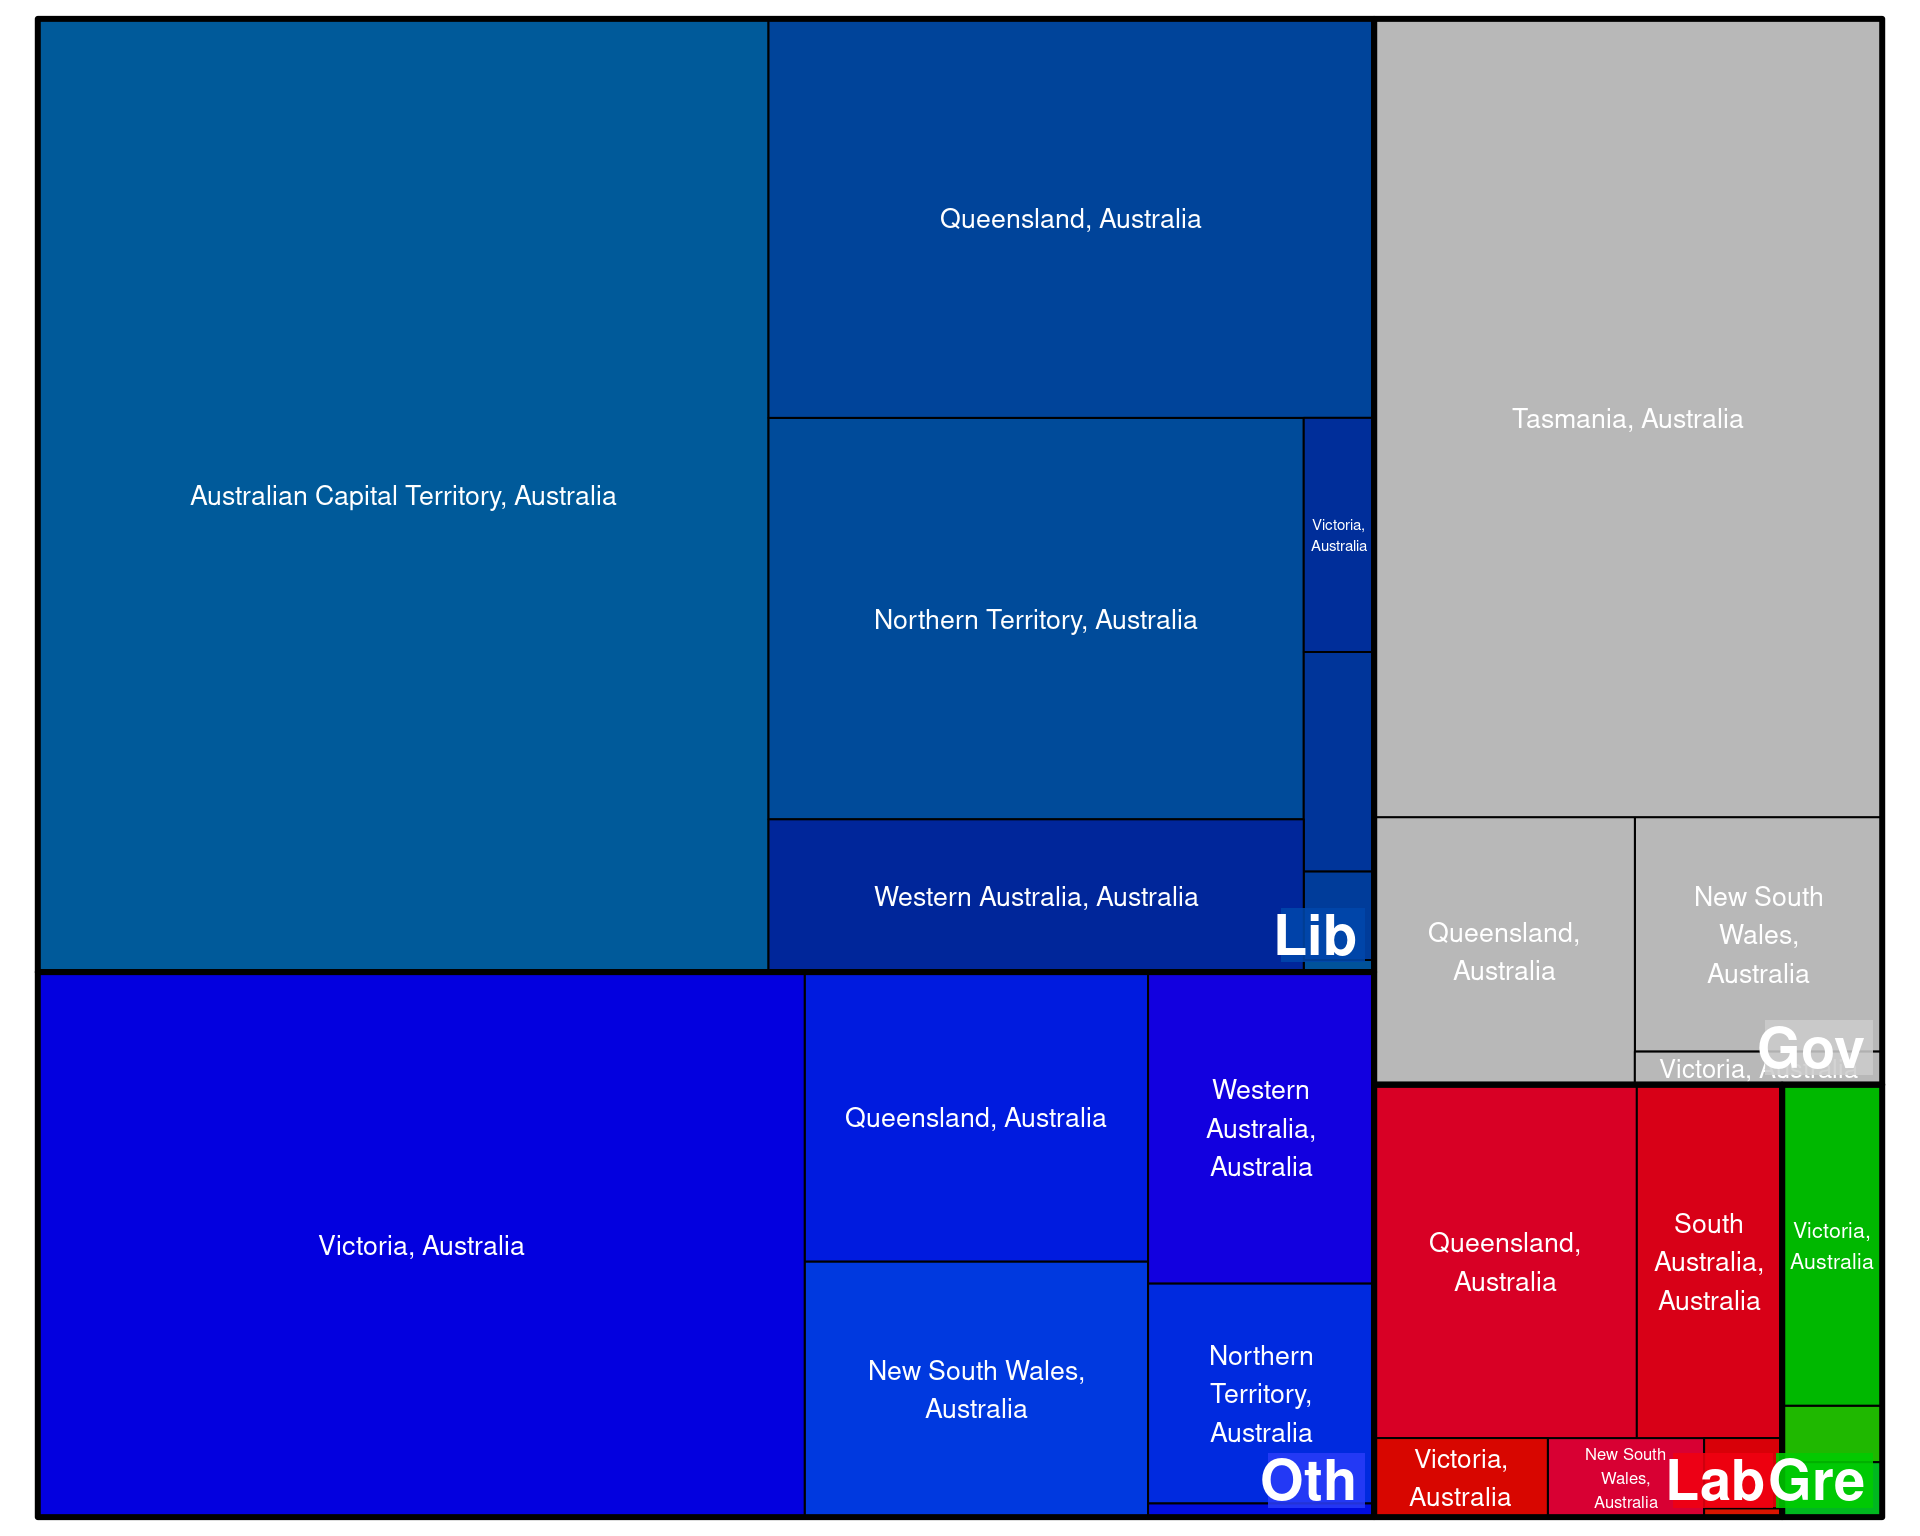 Australian Capital Territory, Australia
Queensland, Australia
Northern Territory, Australia
Victoria,
Australia
Western Australia, Australia
Lib
Tasmania, Australia
Queensland,
Australia
New South
Wales,
Australia
Victoria, Australia
Gov
Victoria, Australia
Queensland, Australia
New South Wales,
Australia
Western
Australia,
Australia
Northern
Territory,
Australia
Oth
Queensland,
Australia
South
Australia,
Australia
Victoria,
Australia
New South
Wales,
Australia
Lab
Victoria,
Australia
Gre